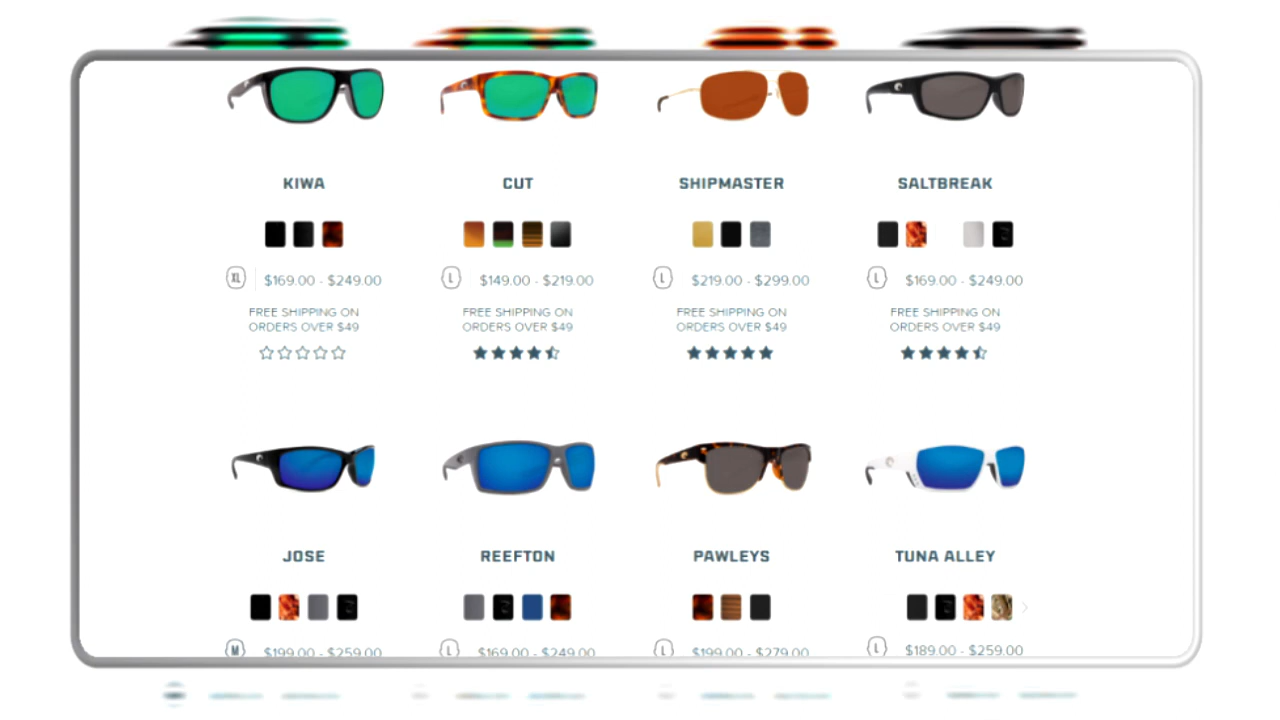 KIWA CUT SHIPMASTER SALTBREAK
XL $169.00 - $249.00 L $149.00 - $219.00 L $219.00 - $299.00 L $169.00 - $249.00
FREE SHIPPING ON FREE SHIPPING ON FREE SHIPPING ON FREE SHIPPING ON
ORDERS OVER $49 ORDERS OVER $49 ORDERS OVER $49 ORDERS OVER $49
JOSE REEFTON PAWLEYS TUNA ALLEY
M $199.00 - $259.00 L $169.00 - $249.00 L $199.00 - $279.00 L $189.00 - $259.00